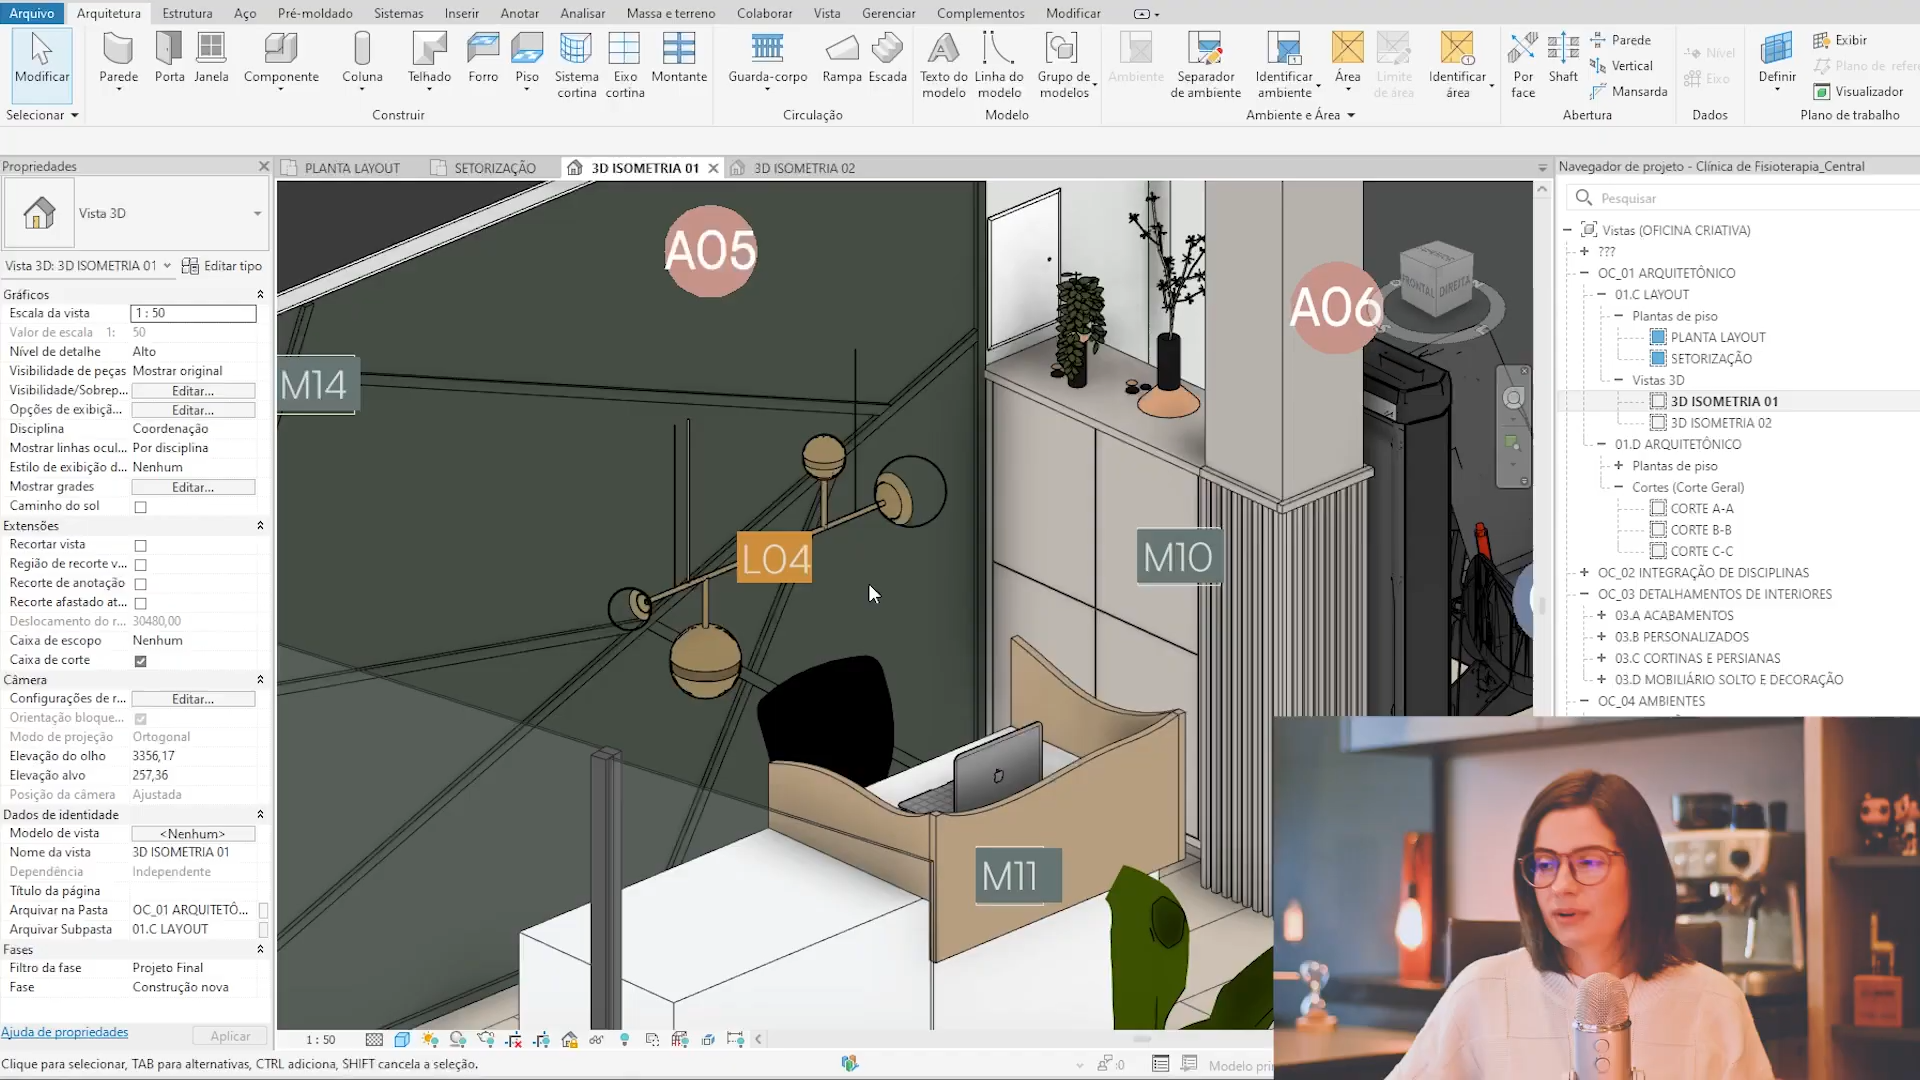 Arquivo Arquitetura Estrutura Aço Pré-moldado Sistemas Inserir Anotar Analisar Massa e terreno Colaborar Vista Gerenciar Complementos Modificar
Modificar Parede Porta Janela Componente Coluna Telhado Forro Piso Sistema cortina Eixo cortina Montante Guarda-corpo Rampa Escada Texto do modelo Linha do modelo Grupo de modelos Ambiente Separador de ambiente Identificar ambiente Área Limite de área Identificar área Por face Shaft Parede Vertical Mansarda Nível Eixo Definir Exibir Plano de Visualizador
Selecionar Construir Circulação Modelo Ambiente e Área Abertura Dados Plano de trabalho
Propriedades
Vista 3D
Vista 3D: 3D ISOMETRIA 01 Editar tipo
Gráficos
Escala da vista 1 : 50
Valor de escala 1: 50
Nível de detalhe Alto
Visibilidade de peças Mostrar original
Visibilidade/Sobrep... Editar...
Opções de exibiçã... Editar...
Disciplina Coordenação
Mostrar linhas ocul... Por disciplina
Estilo de exibição d... Nenhum
Mostrar grades Editar...
Caminho do sol
Extensões
Recortar vista
Região de recorte v...
Recorte de anotação
Recorte afastado at...
Deslocamento do r... 30480,00
Caixa de escopo Nenhum
Caixa de corte
Câmera
Configurações de r... Editar...
Orientação bloque...
Modo de projeção Ortogonal
Elevação do olho 3356,17
Elevação alvo 257,36
Posição da câmera Ajustada
Dados de identidade
Modelo de vista <Nenhum>
Nome da vista 3D ISOMETRIA 01
Dependência Independente
Título da página
Arquivar na Pasta OC_01 ARQUITETÔ...
Arquivar Subpasta 01.C LAYOUT
Fases
Filtro da fase Projeto Final
Fase Construção nova
Ajuda de propriedades Aplicar
PLANTA LAYOUT SETORIZAÇÃO 3D ISOMETRIA 01 3D ISOMETRIA 02
A05
A06
FRONTAL DIREITA
M14
L04
M10
M11
1 : 50
Navegador de projeto - Clínica de Fisioterapia_Central
Pesquisar
Vistas (OFICINA CRIATIVA)
???
OC_01 ARQUITETÔNICO
01.C LAYOUT
Plantas de piso
PLANTA LAYOUT
SETORIZAÇÃO
Vistas 3D
3D ISOMETRIA 01
3D ISOMETRIA 02
01.D ARQUITETÔNICO
Plantas de piso
Cortes (Corte Geral)
CORTE A-A
CORTE B-B
CORTE C-C
OC_02 INTEGRAÇÃO DE DISCIPLINAS
OC_03 DETALHAMENTOS DE INTERIORES
03.A ACABAMENTOS
03.B PERSONALIZADOS
03.C CORTINAS E PERSIANAS
03.D MOBILIÁRIO SOLTO E DECORAÇÃO
OC_04 AMBIENTES
Clique para selecionar, TAB para alternativas, CTRL adiciona, SHIFT cancela a seleção. :0 Modelo